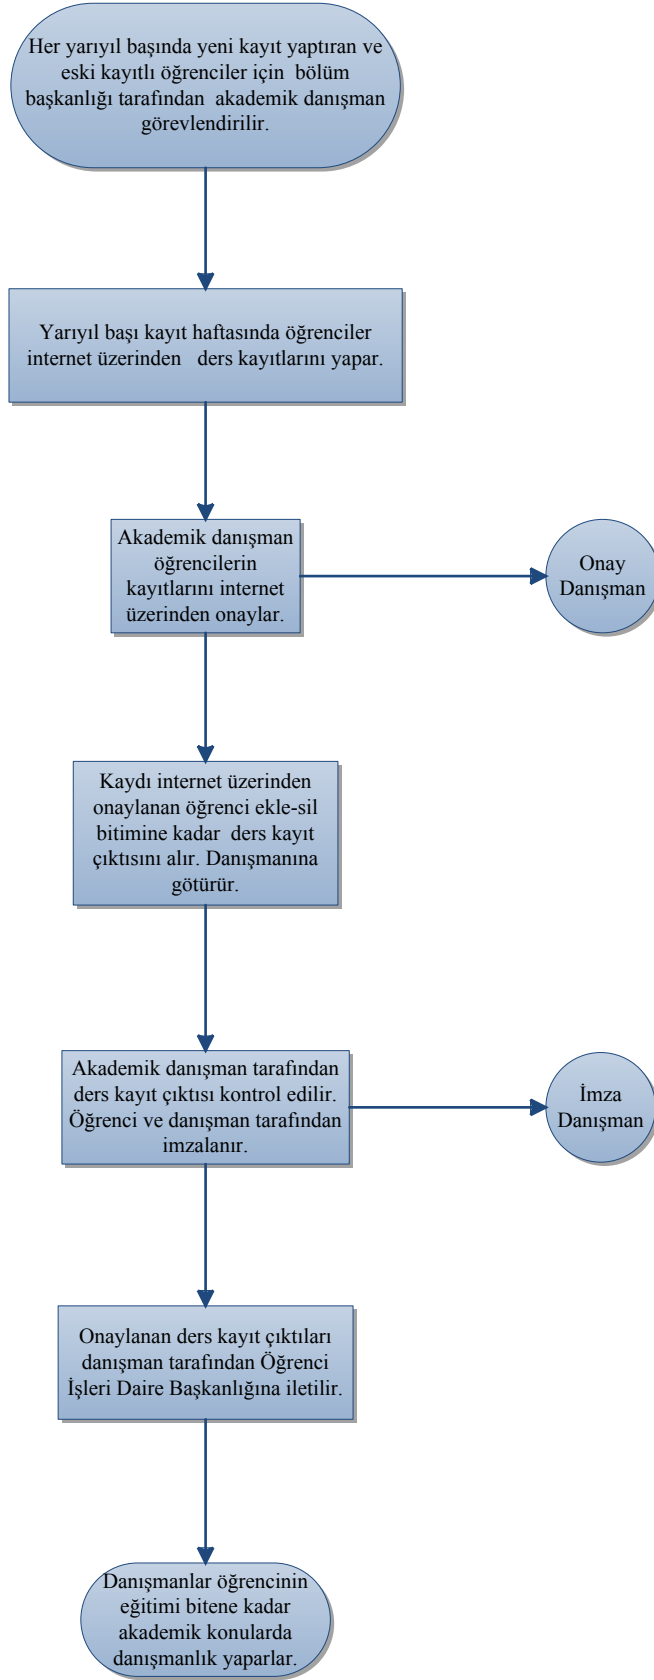 Her yarıyıl başında yeni kayıt yaptıran ve
eski kayıtlı öğrenciler için bölüm
başkanlığı tarafından akademik danışman
görevlendirilir.
Yarıyıl başı kayıt haftasında öğrenciler
internet üzerinden ders kayıtlarını yapar.
Akademik danışman
öğrencilerin
kayıtlarını internet
üzerinden onaylar.
Onay
Danışman
Kaydı internet üzerinden
onaylanan öğrenci ekle-sil
bitimine kadar ders kayıt
çıktısını alır. Danışmanına
götürür.
Akademik danışman tarafından
ders kayıt çıktısı kontrol edilir.
Öğrenci ve danışman tarafından
imzalanır.
İmza
Danışman
Onaylanan ders kayıt çıktıları
danışman tarafından Öğrenci
İşleri Daire Başkanlığına iletilir.
Danışmanlar öğrencinin
eğitimi bitene kadar
akademik konularda
danışmanlık yaparlar.